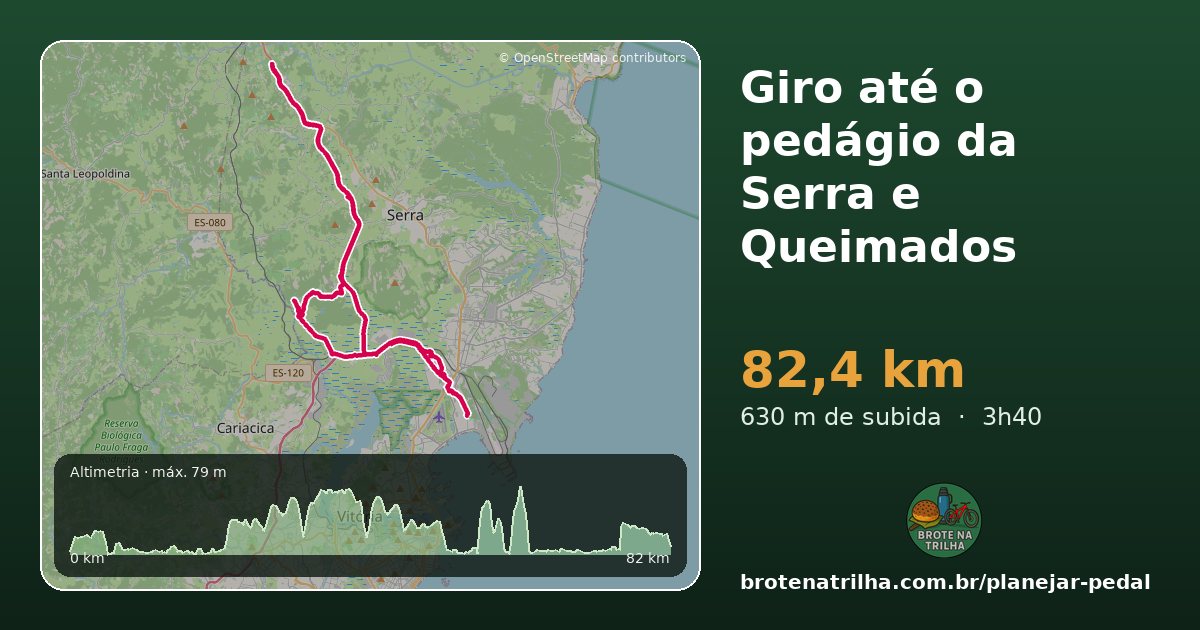 © OpenStreetMap contributors
Santa Leopoldina
ES-080
Serra
ES-120
Cariacica
Reserva
Biológica
Paulo Fraga
Rodrigues
Altimetria · máx. 79 m
Vitória
0 km
82 km
Giro até o
pedágio da
Serra e
Queimados
82,4 km
630 m de subida · 3h40
BROTE NA
TRILHA
brotenatrilha.com.br/planejar-pedal